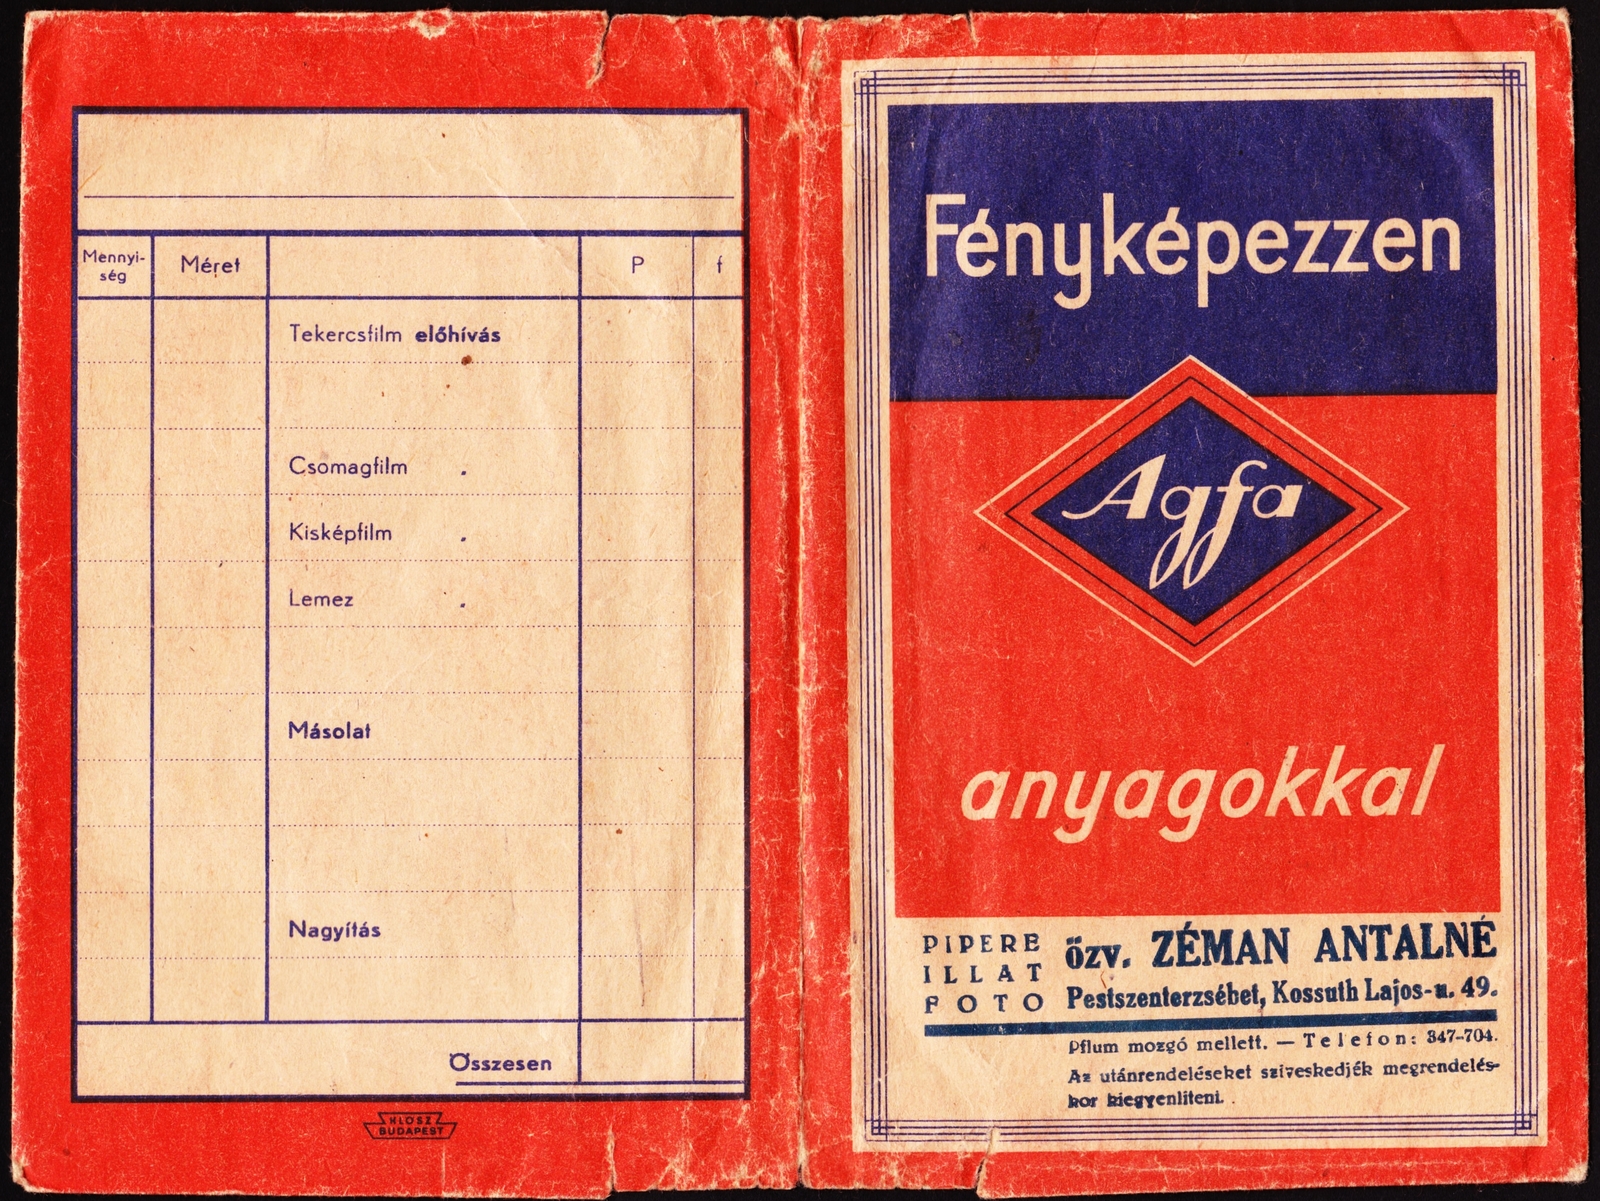 Mennyi-
ség
Méret
P
f
Tekercsfilm előhívás
Csomagfilm "
Kisképfilm "
Lemez "
Másolat
Nagyítás
Összesen
KLÖSZ
BUDAPEST
Fényképezzen
Agfa
anyagokkal
PIPERE
ILLAT
FOTO
özv. ZÉMAN ANTALNÉ
Pestszenterzsébet, Kossuth Lajos-u. 49.
Pflum mozgó mellett. — Telefon: 347-704.
Az utánrendeléseket sziveskedjék megrendelés-
kor kiegyenlíteni.